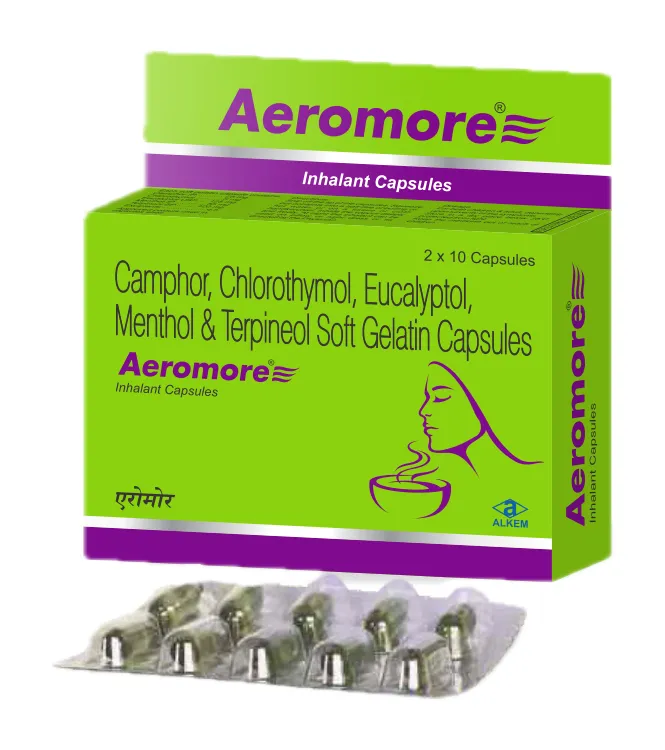 Aeromore®
Inhalant Capsules
2 x 10 Capsules
Camphor, Chlorothymol, Eucalyptol,
Menthol & Terpineol Soft Gelatin Capsules
Aeromore®
Inhalant Capsules
एरोमोर
a
ALKEM
Aeromore®
Inhalant Capsules